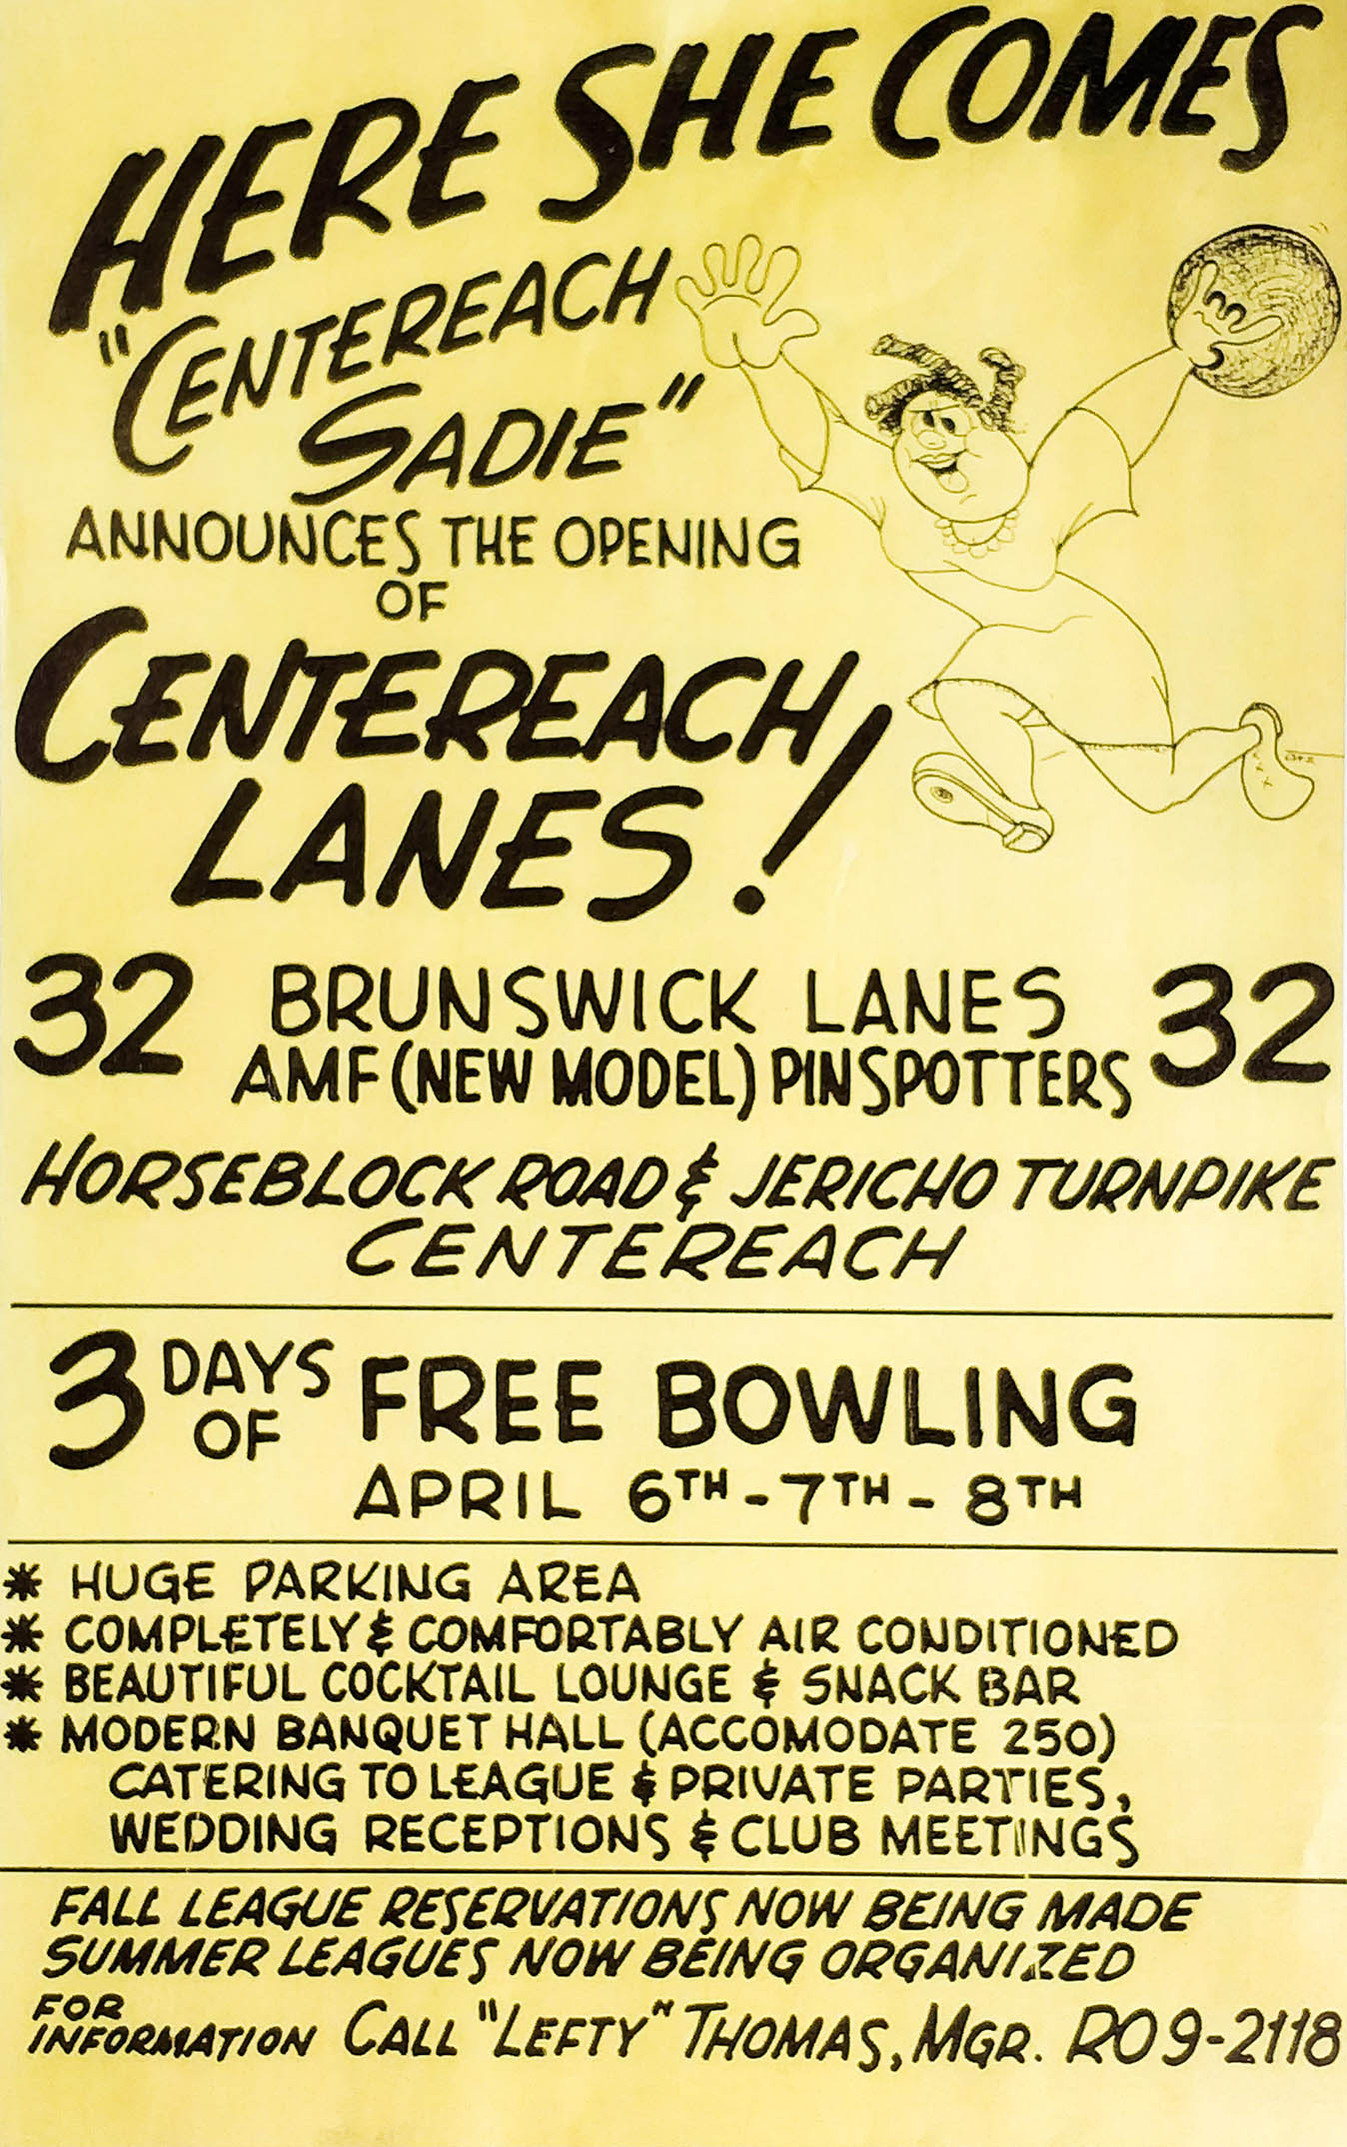 HERE SHE COMES
"CENTEREACH
SADIE"
ANNOUNCES THE OPENING
OF
CENTEREACH
LANES!
32 BRUNSWICK LANES 32
AMF (NEW MODEL) PINSPOTTERS
HORSEBLOCK ROAD & JERICHO TURNPIKE
CENTEREACH
3 DAYS OF FREE BOWLING
APRIL 6TH - 7TH - 8TH
* HUGE PARKING AREA
* COMPLETELY & COMFORTABLY AIR CONDITIONED
* BEAUTIFUL COCKTAIL LOUNGE & SNACK BAR
* MODERN BANQUET HALL (ACCOMODATE 250)
CATERING TO LEAGUE & PRIVATE PARTIES,
WEDDING RECEPTIONS & CLUB MEETINGS
FALL LEAGUE RESERVATIONS NOW BEING MADE
SUMMER LEAGUES NOW BEING ORGANIZED
FOR INFORMATION CALL "LEFTY" THOMAS, MGR. RO 9-2118